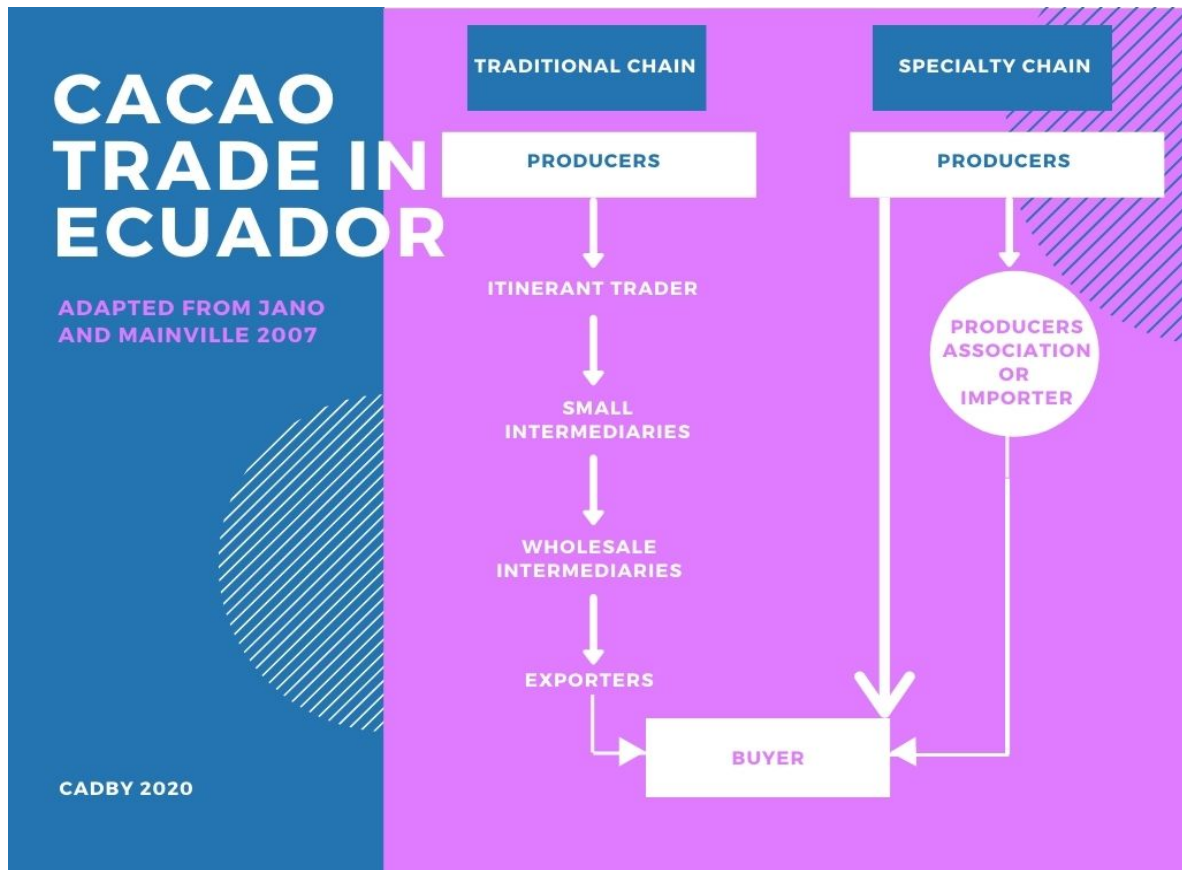 CACAO
TRADE IN
ECUADOR
ADAPTED FROM JANO
AND MAINVILLE 2007
CADBY 2020
TRADITIONAL CHAIN
PRODUCERS
ITINERANT TRADER
SMALL
INTERMEDIARIES
WHOLESALE
INTERMEDIARIES
EXPORTERS
SPECIALTY CHAIN
PRODUCERS
PRODUCERS
ASSOCIATION
OR
IMPORTER
BUYER